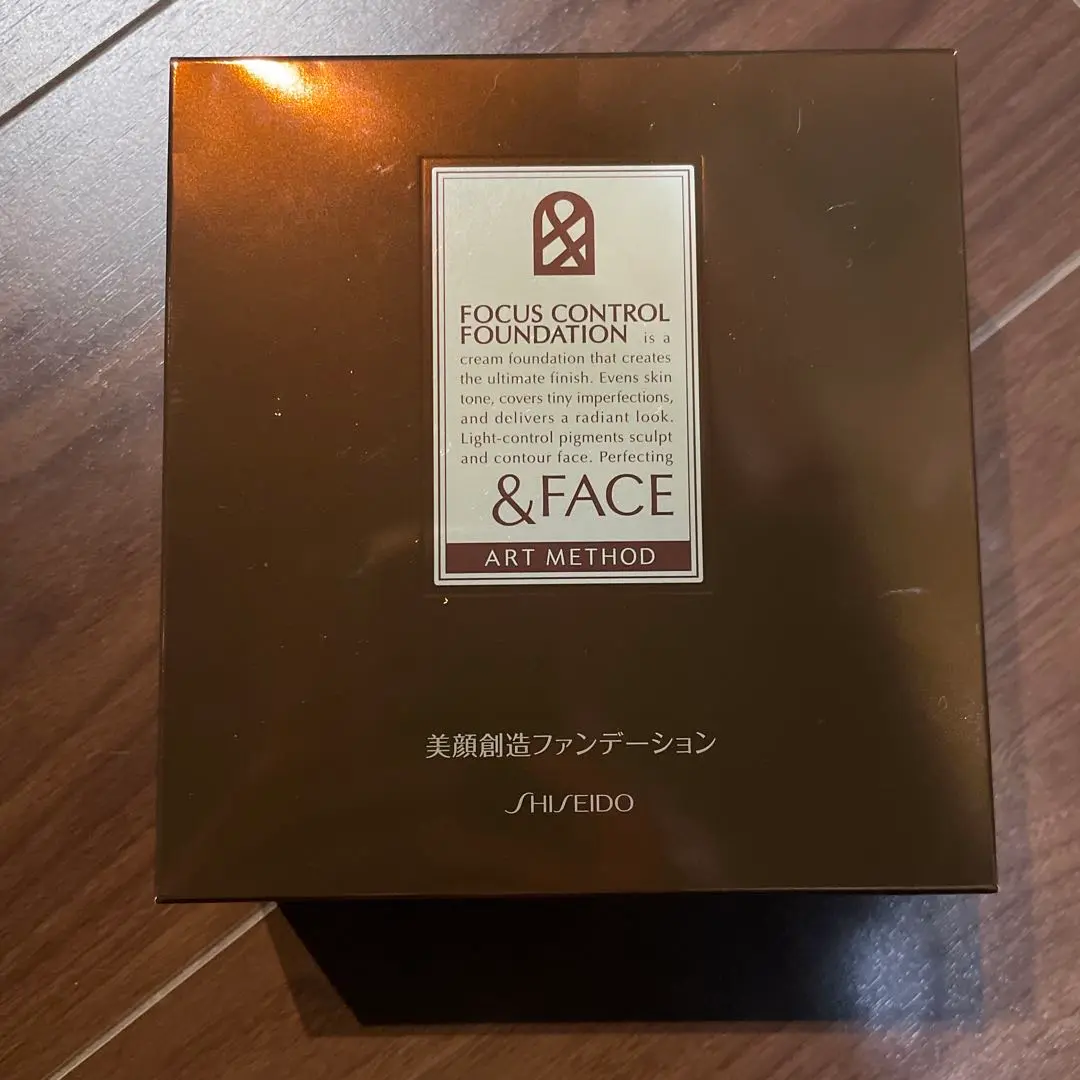 &
FOCUS CONTROL
FOUNDATION is a
cream foundation that creates
the ultimate finish. Evens skin
tone, covers tiny imperfections,
and delivers a radiant look.
Light-control pigments sculpt
and contour face. Perfecting
&FACE
ART METHOD
美顔創造ファンデーション
SHISEIDO